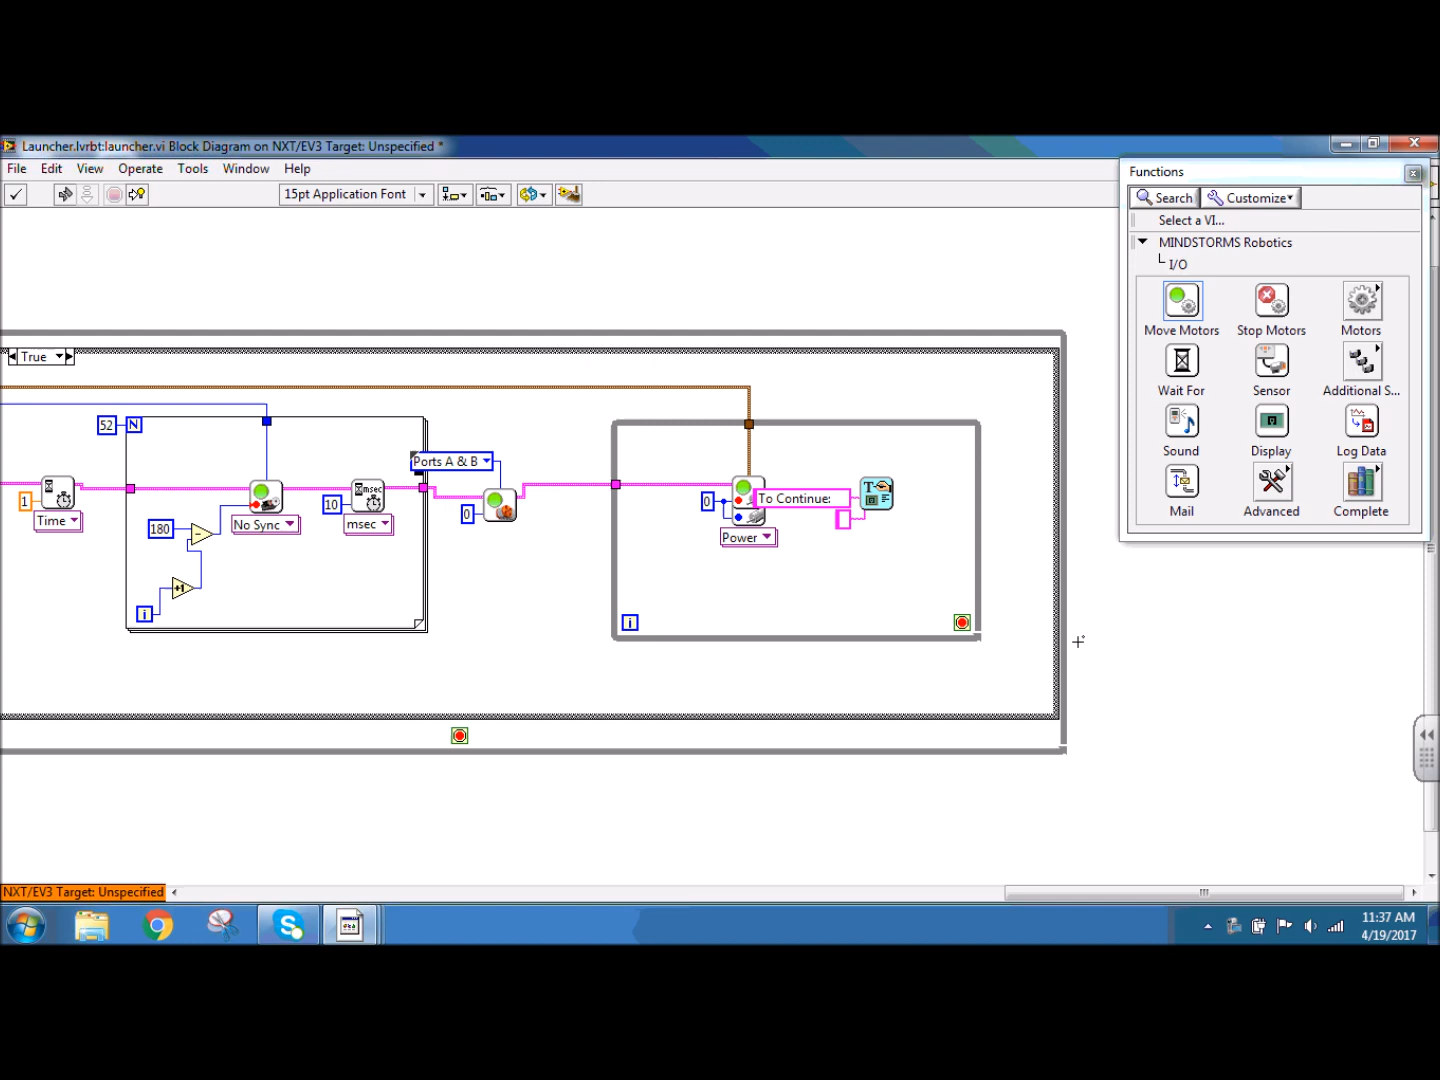 Launcher.lvrbt:launcher.vi Block Diagram on NXT/EV3 Target: Unspecified *
File Edit View Operate Tools Window Help
15pt Application Font
Functions
Search Customize
Select a VI...
MINDSTORMS Robotics
I/O
Move Motors Stop Motors Motors
Wait For Sensor Additional S...
Sound Display Log Data
Mail Advanced Complete
True
52 N
Ports A & B
1
Time
180
No Sync
msec
10
msec
+1
i
0
0
To Continue:
T
Power
i
NXT/EV3 Target: Unspecified
11:37 AM
4/19/2017